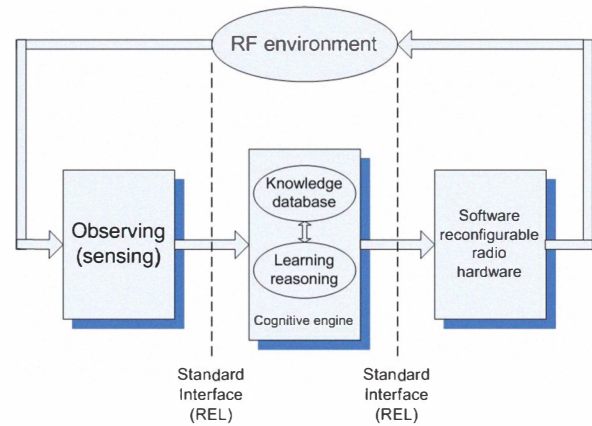 RF environment
Observing
(sensing)
Knowledge
database
Learning
reasoning
Cognitive engine
Software
reconfigurable
radio
hardware
Standard
Interface
(REL)
Standard
Interface
(REL)